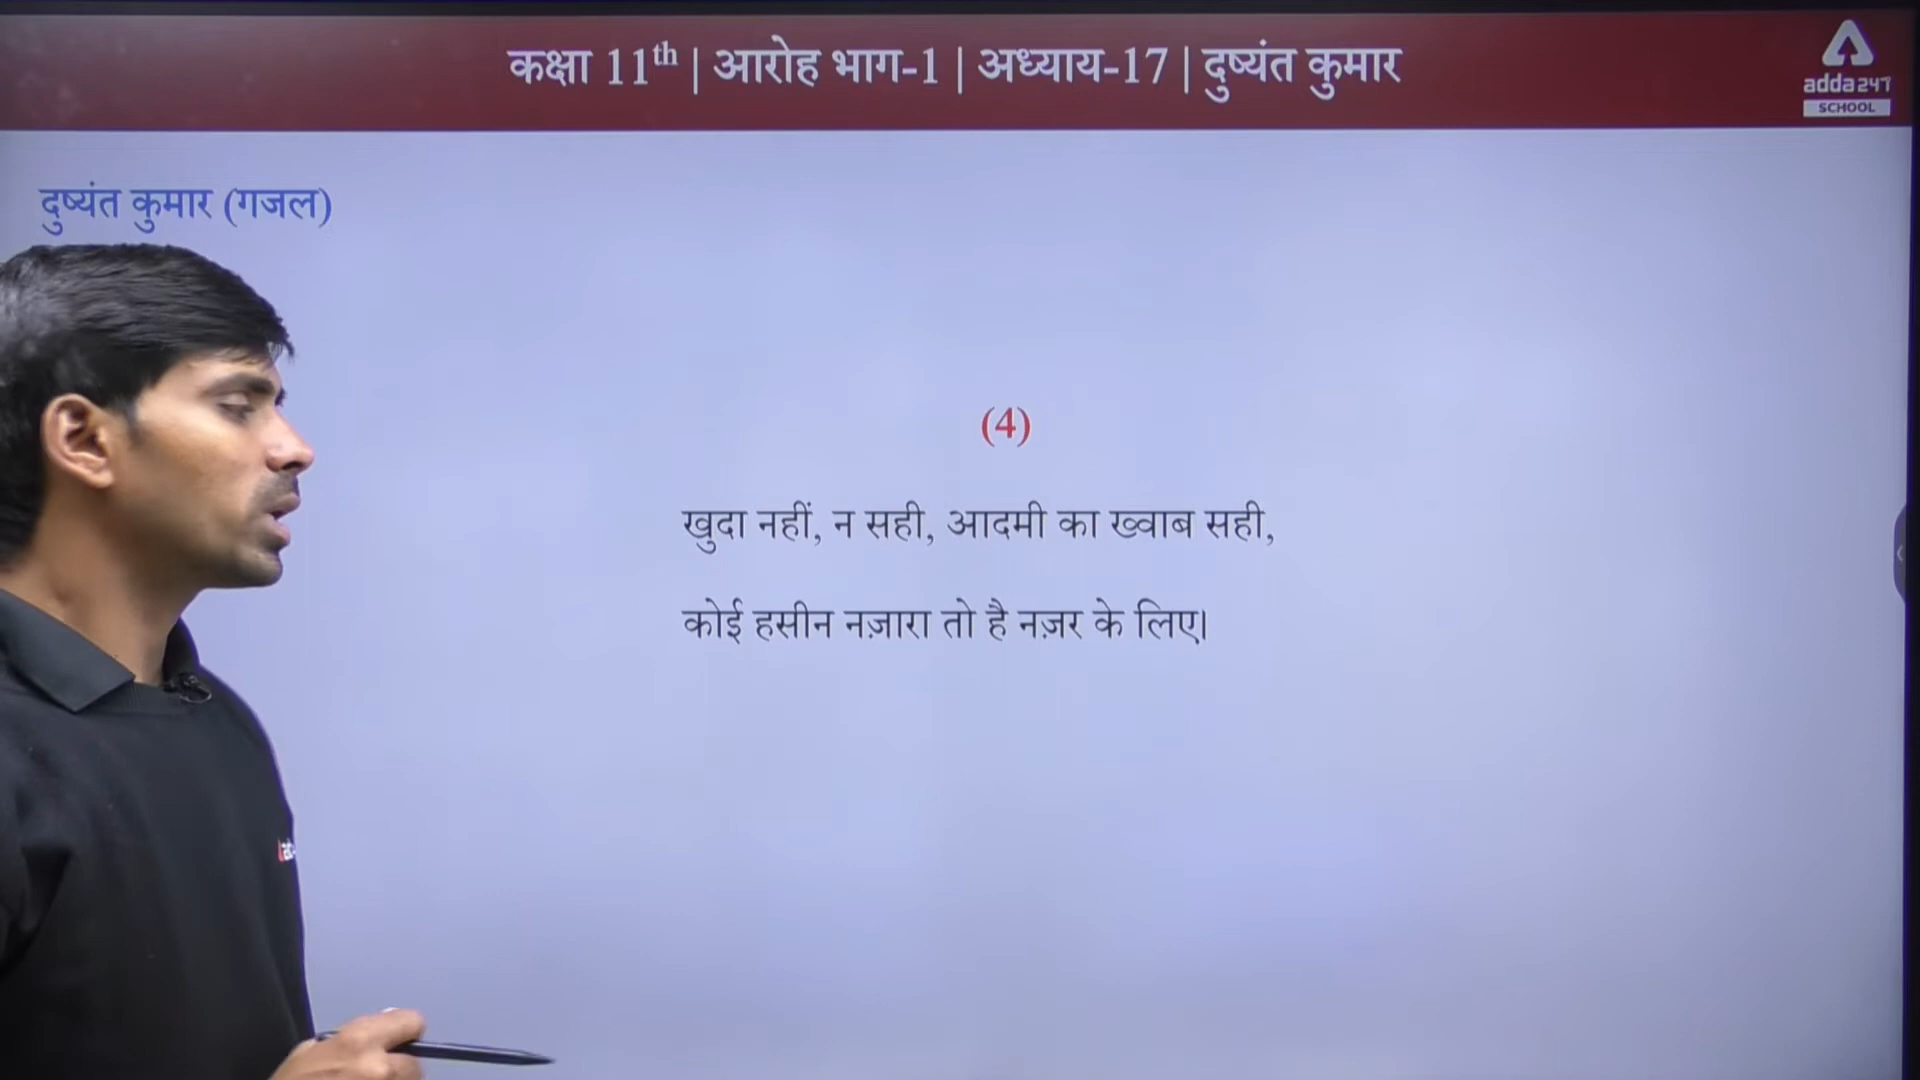 कक्षा 11th | आरोह भाग-1 | अध्याय-17 | दुष्यंत कुमार
adda247
SCHOOL
दुष्यंत कुमार (गजल)
(4)
खुदा नहीं, न सही, आदमी का ख्वाब सही,
कोई हसीन नज़ारा तो है नज़र के लिए।